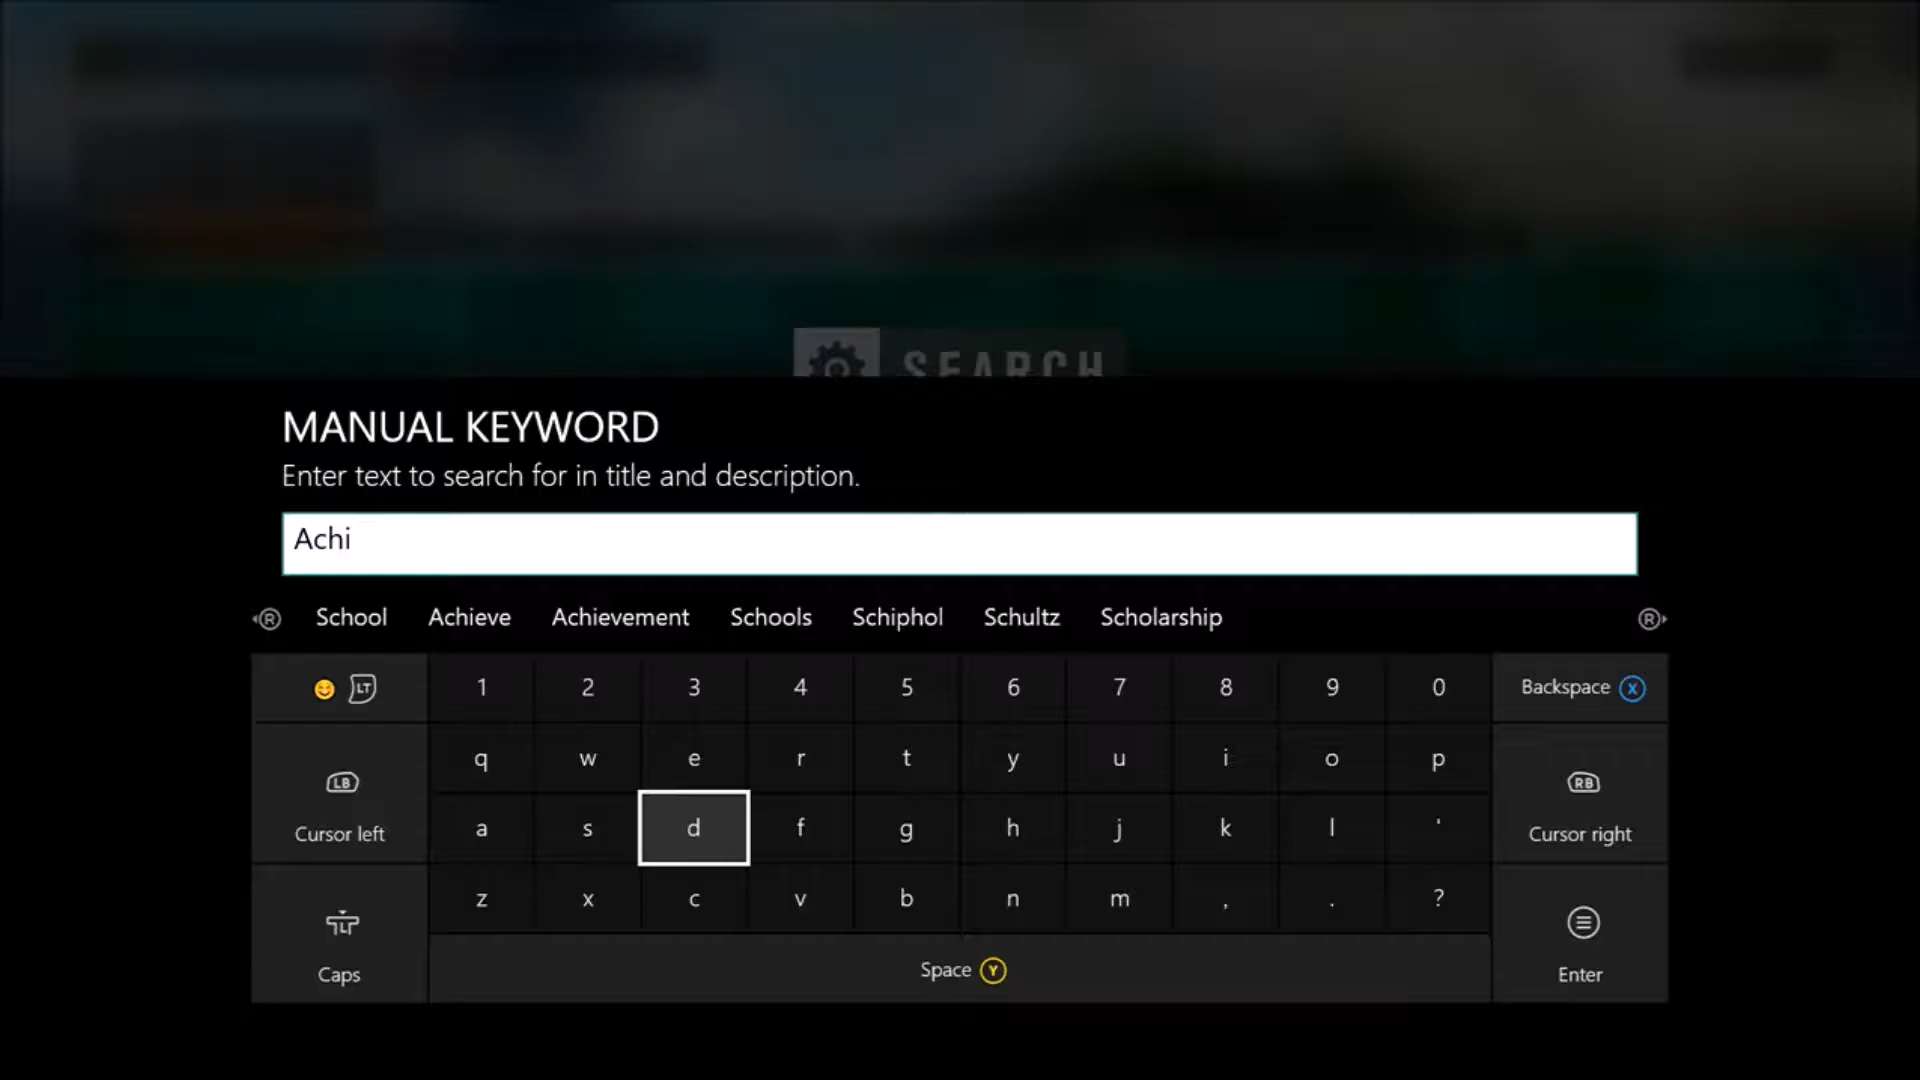 SEARCH
MANUAL KEYWORD
Enter text to search for in title and description.
Achi
R School Achieve Achievement Schools Schiphol Schultz Scholarship R
LT 1 2 3 4 5 6 7 8 9 0 Backspace X
q w e r t y u i o p
LB RB
a s d f g h j k l '
Cursor left Cursor right
z x c v b n m , . ?
Caps Space Y Enter